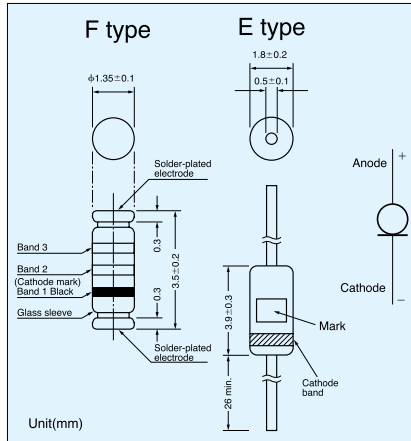 F type
E type
ϕ1.35±0.1
1.8±0.2
0.5±0.1
Solder-plated
electrode
Band 3
Band 2
(Cathode mark)
Band 1 Black
Glass sleeve
0.3
0.3
3.5±0.2
Solder-plated
electrode
3.9±0.3
26 min.
Mark
Cathode
band
Anode
+
Cathode
−
Unit(mm)